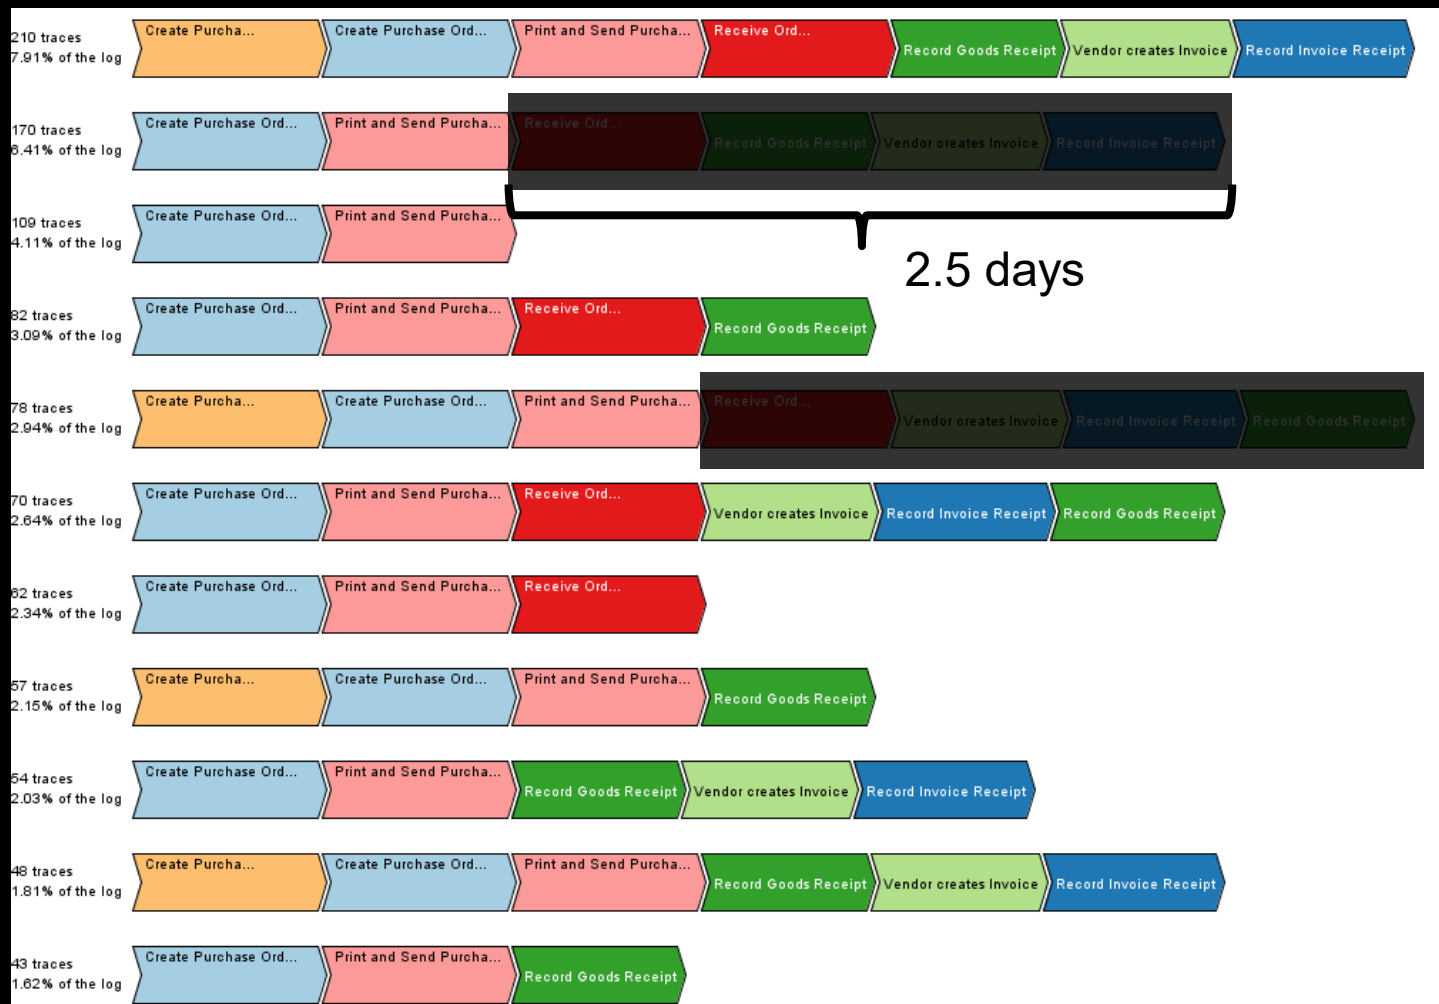 210 traces
7.91% of the log
Create Purcha...
Create Purchase Ord...
Print and Send Purcha...
Receive Ord...
Record Goods Receipt
Vendor creates Invoice
Record Invoice Receipt
170 traces
6.41% of the log
Create Purchase Ord...
Print and Send Purcha...
Receive Ord...
Record Goods Receipt
Vendor creates Invoice
Record Invoice Receipt
109 traces
4.11% of the log
Create Purchase Ord...
Print and Send Purcha...
2.5 days
82 traces
3.09% of the log
Create Purchase Ord...
Print and Send Purcha...
Receive Ord...
Record Goods Receipt
78 traces
2.94% of the log
Create Purcha...
Create Purchase Ord...
Print and Send Purcha...
Receive Ord...
Vendor creates Invoice
Record Invoice Receipt
Record Goods Receipt
70 traces
2.64% of the log
Create Purchase Ord...
Print and Send Purcha...
Receive Ord...
Vendor creates Invoice
Record Invoice Receipt
Record Goods Receipt
62 traces
2.34% of the log
Create Purchase Ord...
Print and Send Purcha...
Receive Ord...
57 traces
2.15% of the log
Create Purcha...
Create Purchase Ord...
Print and Send Purcha...
Record Goods Receipt
54 traces
2.03% of the log
Create Purchase Ord...
Print and Send Purcha...
Record Goods Receipt
Vendor creates Invoice
Record Invoice Receipt
48 traces
1.81% of the log
Create Purcha...
Create Purchase Ord...
Print and Send Purcha...
Record Goods Receipt
Vendor creates Invoice
Record Invoice Receipt
43 traces
1.62% of the log
Create Purchase Ord...
Print and Send Purcha...
Record Goods Receipt